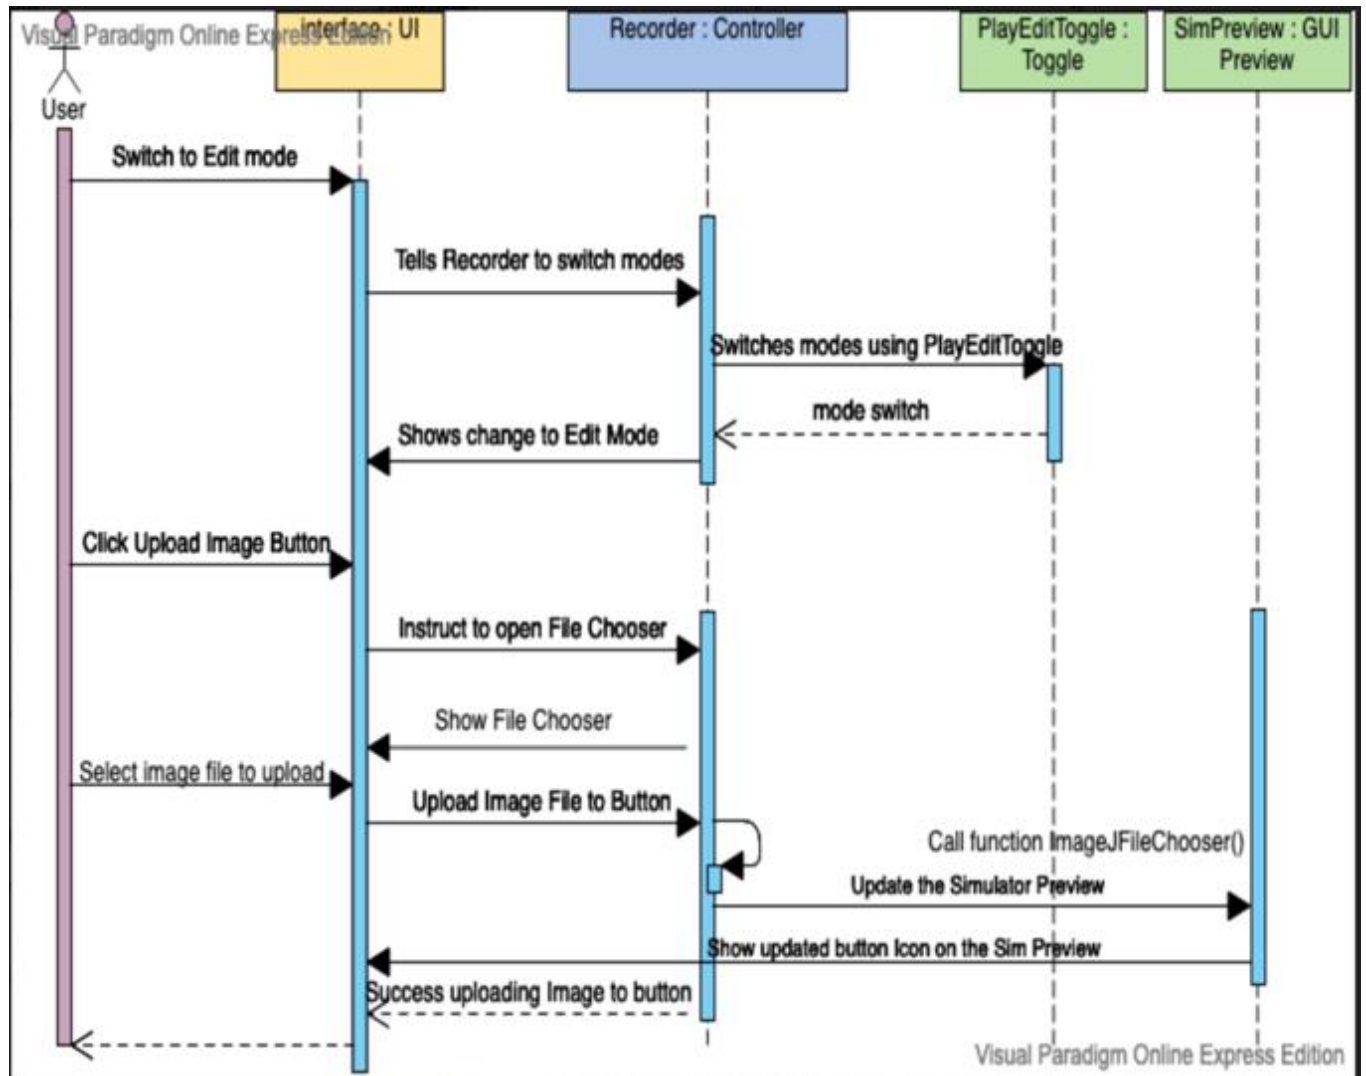 Visual Paradigm Online Express Edition
interface : UI
Recorder : Controller
PlayEditToggle :
Toggle
SimPreview : GUI
Preview
User
Switch to Edit mode
Tells Recorder to switch modes
Switches modes using PlayEditToggle
mode switch
Shows change to Edit Mode
Click Upload Image Button
Instruct to open File Chooser
Show File Chooser
Select image file to upload
Upload Image File to Button
Call function ImageJFileChooser()
Update the Simulator Preview
Show updated button Icon on the Sim Preview
Success uploading Image to button
Visual Paradigm Online Express Edition